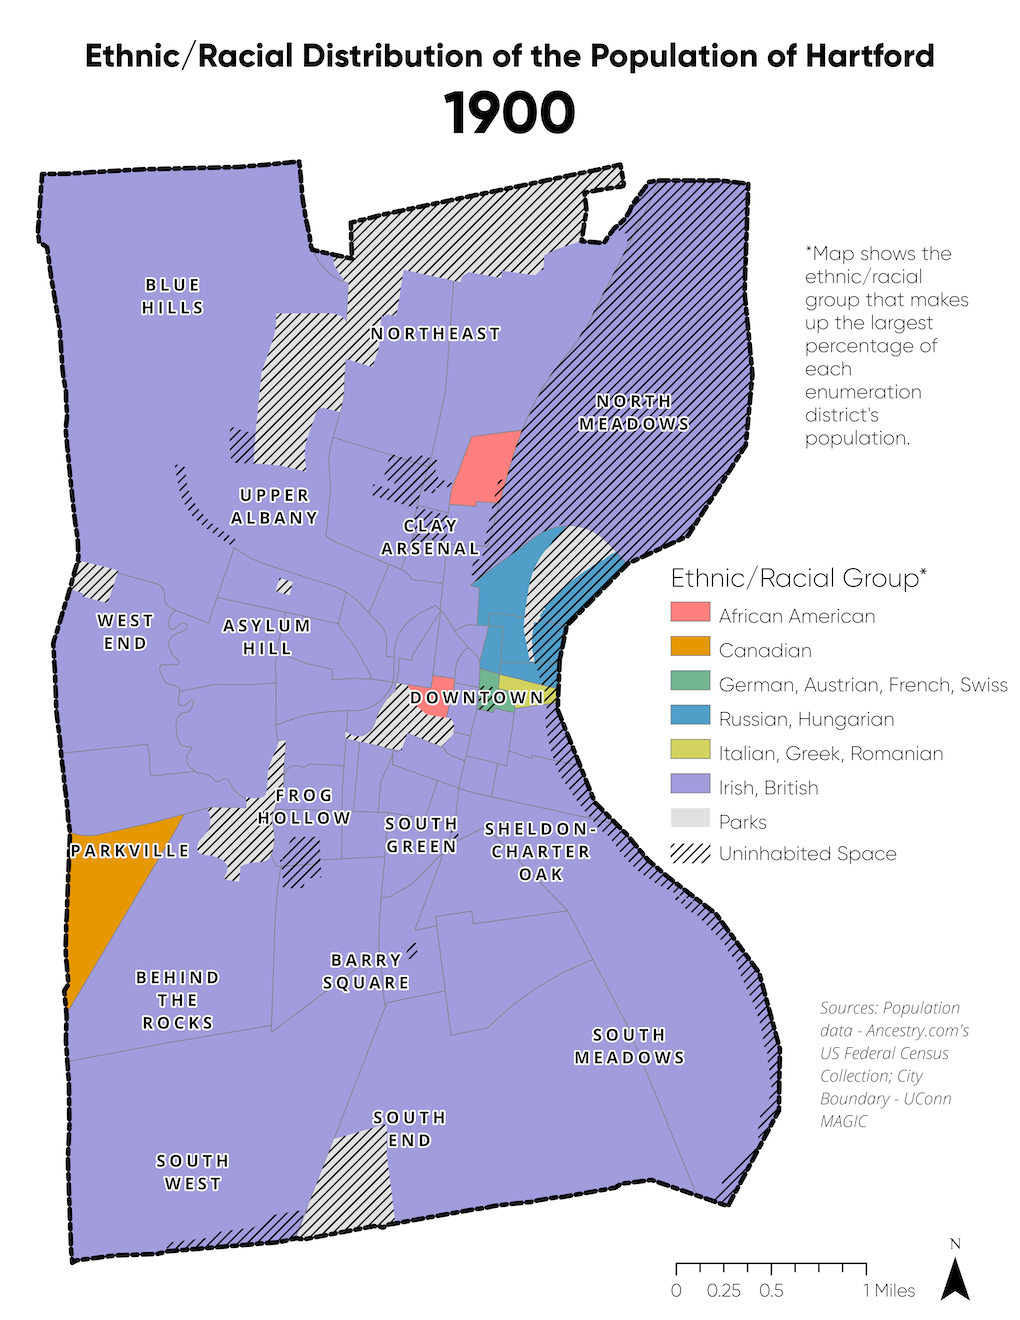 Ethnic/Racial Distribution of the Population of Hartford
1900
*Map shows the
ethnic/racial
group that makes
up the largest
percentage of
each
enumeration
district's
population.
BLUE
HILLS
NORTHEAST
NORTH
MEADOWS
UPPER
ALBANY
CLAY
ARSENAL
WEST
END
ASYLUM
HILL
DOWNTOWN
FROG
HOLLOW
SOUTH
GREEN
SHELDON-
CHARTER
OAK
PARKVILLE
BEHIND
THE
ROCKS
BARRY
SQUARE
SOUTH
MEADOWS
SOUTH
END
SOUTH
WEST
Ethnic/Racial Group*
African American
Canadian
German, Austrian, French, Swiss
Russian, Hungarian
Italian, Greek, Romanian
Irish, British
Parks
Uninhabited Space
Sources: Population
data - Ancestry.com's
US Federal Census
Collection; City
Boundary - UConn
MAGIC
N
0 0.25 0.5 1 Miles